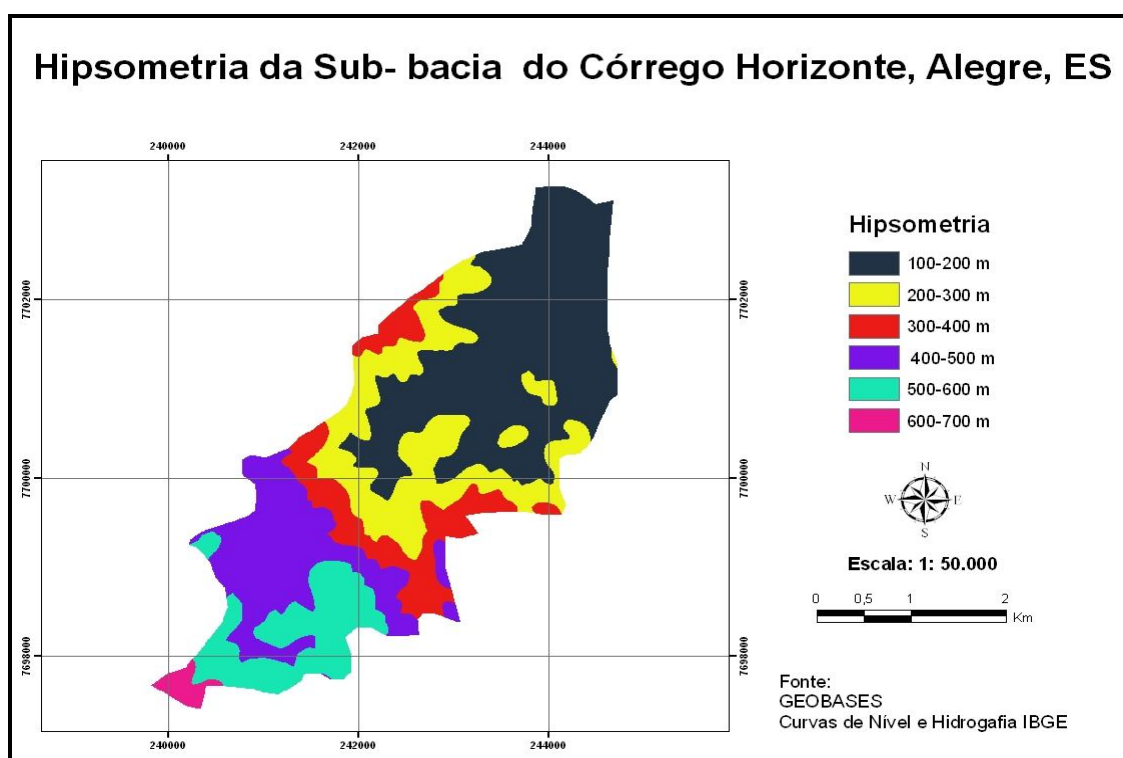 Hipsometria da Sub- bacia do Córrego Horizonte, Alegre, ES
240000 242000 244000
7702000 7702000
7700000 7700000
7698000 7698000
240000 242000 244000
Hipsometria
100-200 m
200-300 m
300-400 m
400-500 m
500-600 m
600-700 m
N
W E
S
Escala: 1: 50.000
0 0,5 1 2
Km
Fonte:
GEOBASES
Curvas de Nível e Hidrogafia IBGE